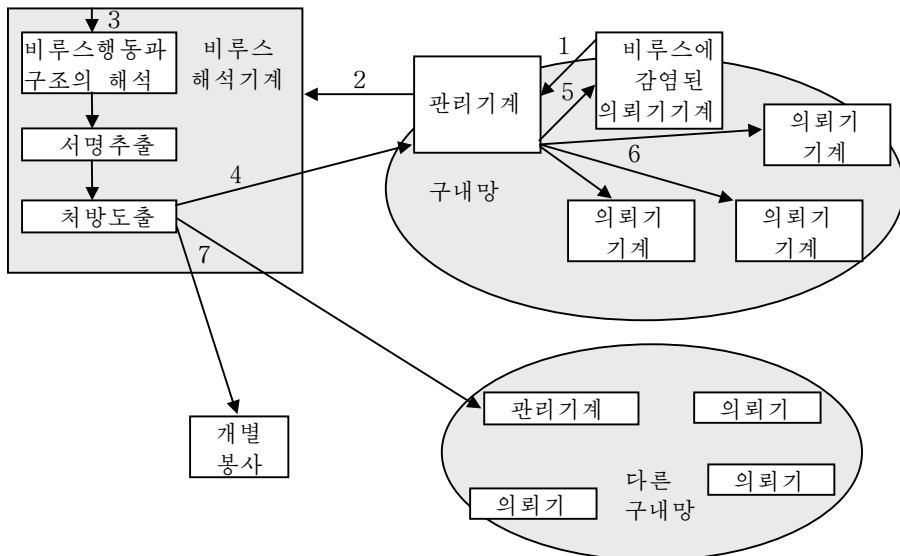 3
비루스행동과
구조의 해석
비루스
해석기계
서명추출
처방도출
2
4
7
관리기계
1
5
비루스에
감염된
의뢰기기계
6
의뢰기
기계
구내망
의뢰기
기계
의뢰기
기계
개별
봉사
관리기계
의뢰기
의뢰기
다른
구내망
의뢰기